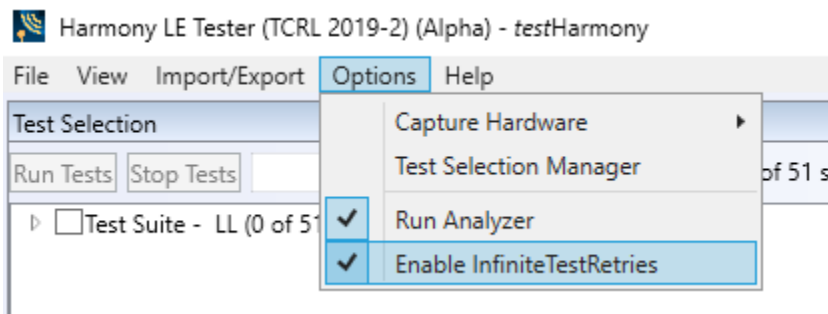 Harmony LE Tester (TCRL 2019-2) (Alpha) - testHarmony
File View Import/Export Options Help
Test Selection
Capture Hardware
Run Tests Stop Tests
Test Selection Manager
of 51 s
Test Suite - LL (0 of 51
Run Analyzer
Enable InfiniteTestRetries